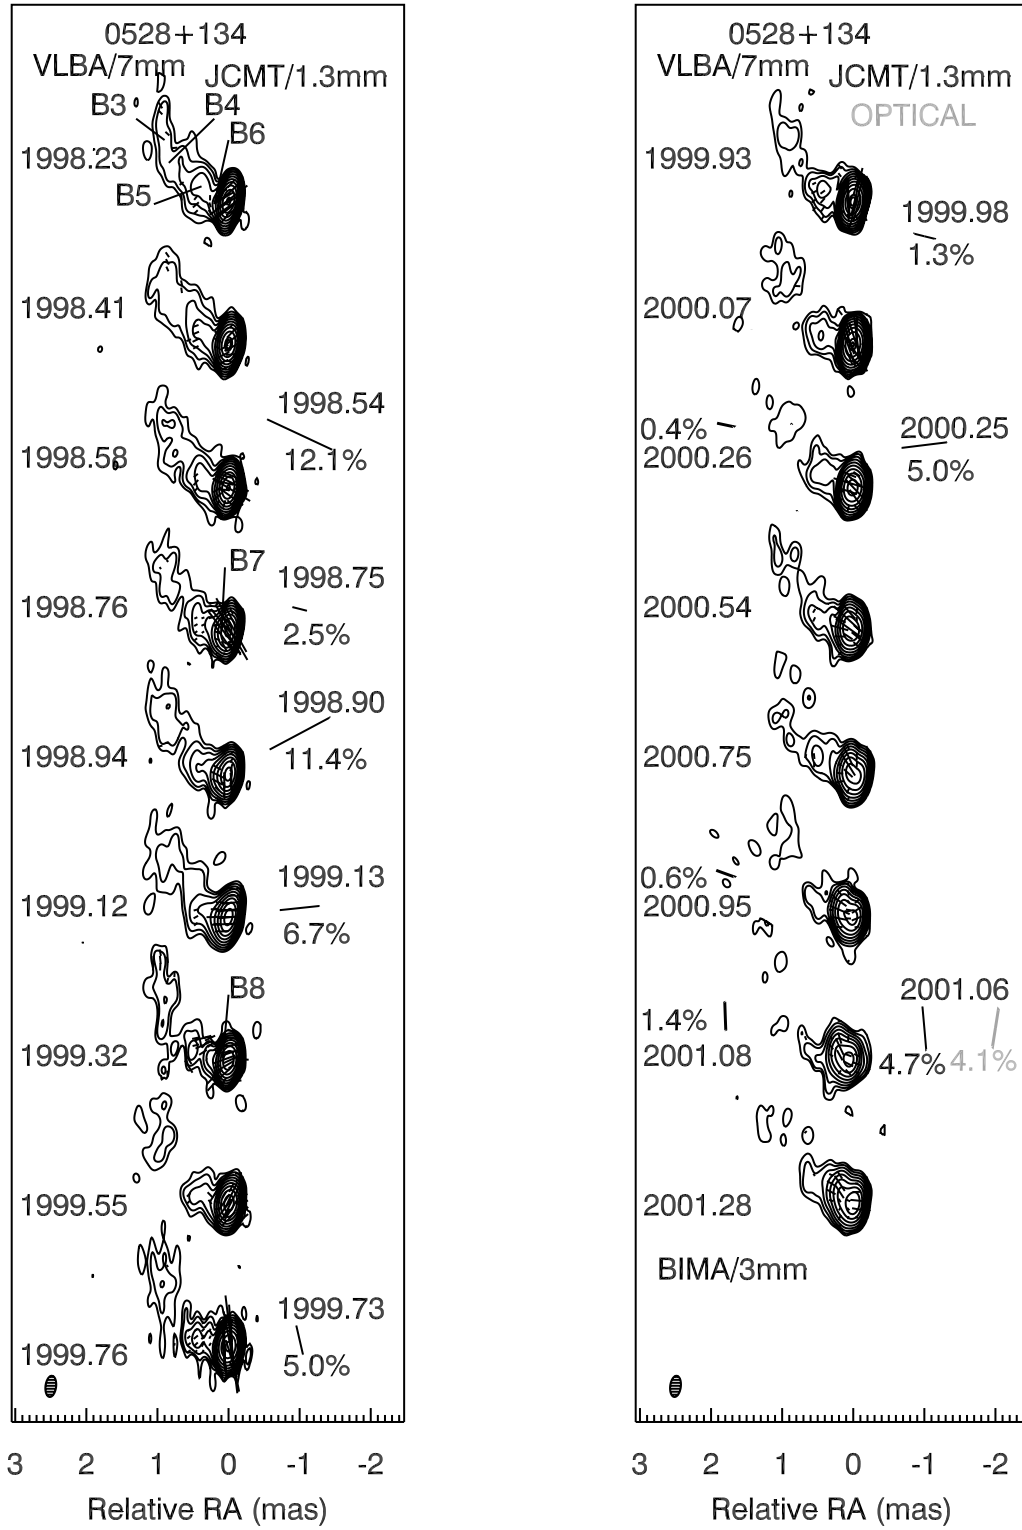 0528+134
VLBA/7mm
JCMT/1.3mm
B3
B4
B6
1998.23
B5
1998.41
1998.54
1998.58
12.1%
B7
1998.75
1998.76
2.5%
1998.90
1998.94
11.4%
1999.13
1999.12
6.7%
B8
1999.32
1999.55
1999.73
1999.76
5.0%
3 2 1 0 -1 -2
Relative RA (mas)
0528+134
VLBA/7mm
JCMT/1.3mm
OPTICAL
1999.93
1999.98
1.3%
2000.07
0.4%
2000.25
2000.26
5.0%
2000.54
2000.75
0.6%
2000.95
2001.06
1.4%
2001.08
4.7% 4.1%
2001.28
BIMA/3mm
3 2 1 0 -1 -2
Relative RA (mas)